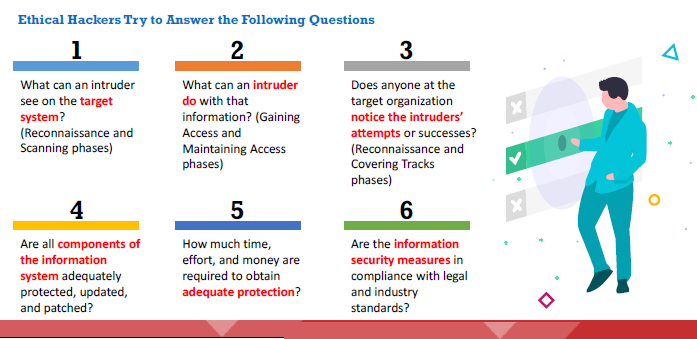 Ethical Hackers Try to Answer the Following Questions
1
What can an intruder
see on the target
system?
(Reconnaissance and
Scanning phases)
2
What can an intruder
do with that
information? (Gaining
Access and
Maintaining Access
phases)
3
Does anyone at the
target organization
notice the intruders’
attempts or successes?
(Reconnaissance and
Covering Tracks
phases)
4
Are all components of
the information
system adequately
protected, updated,
and patched?
5
How much time,
effort, and money are
required to obtain
adequate protection?
6
Are the information
security measures in
compliance with legal
and industry
standards?